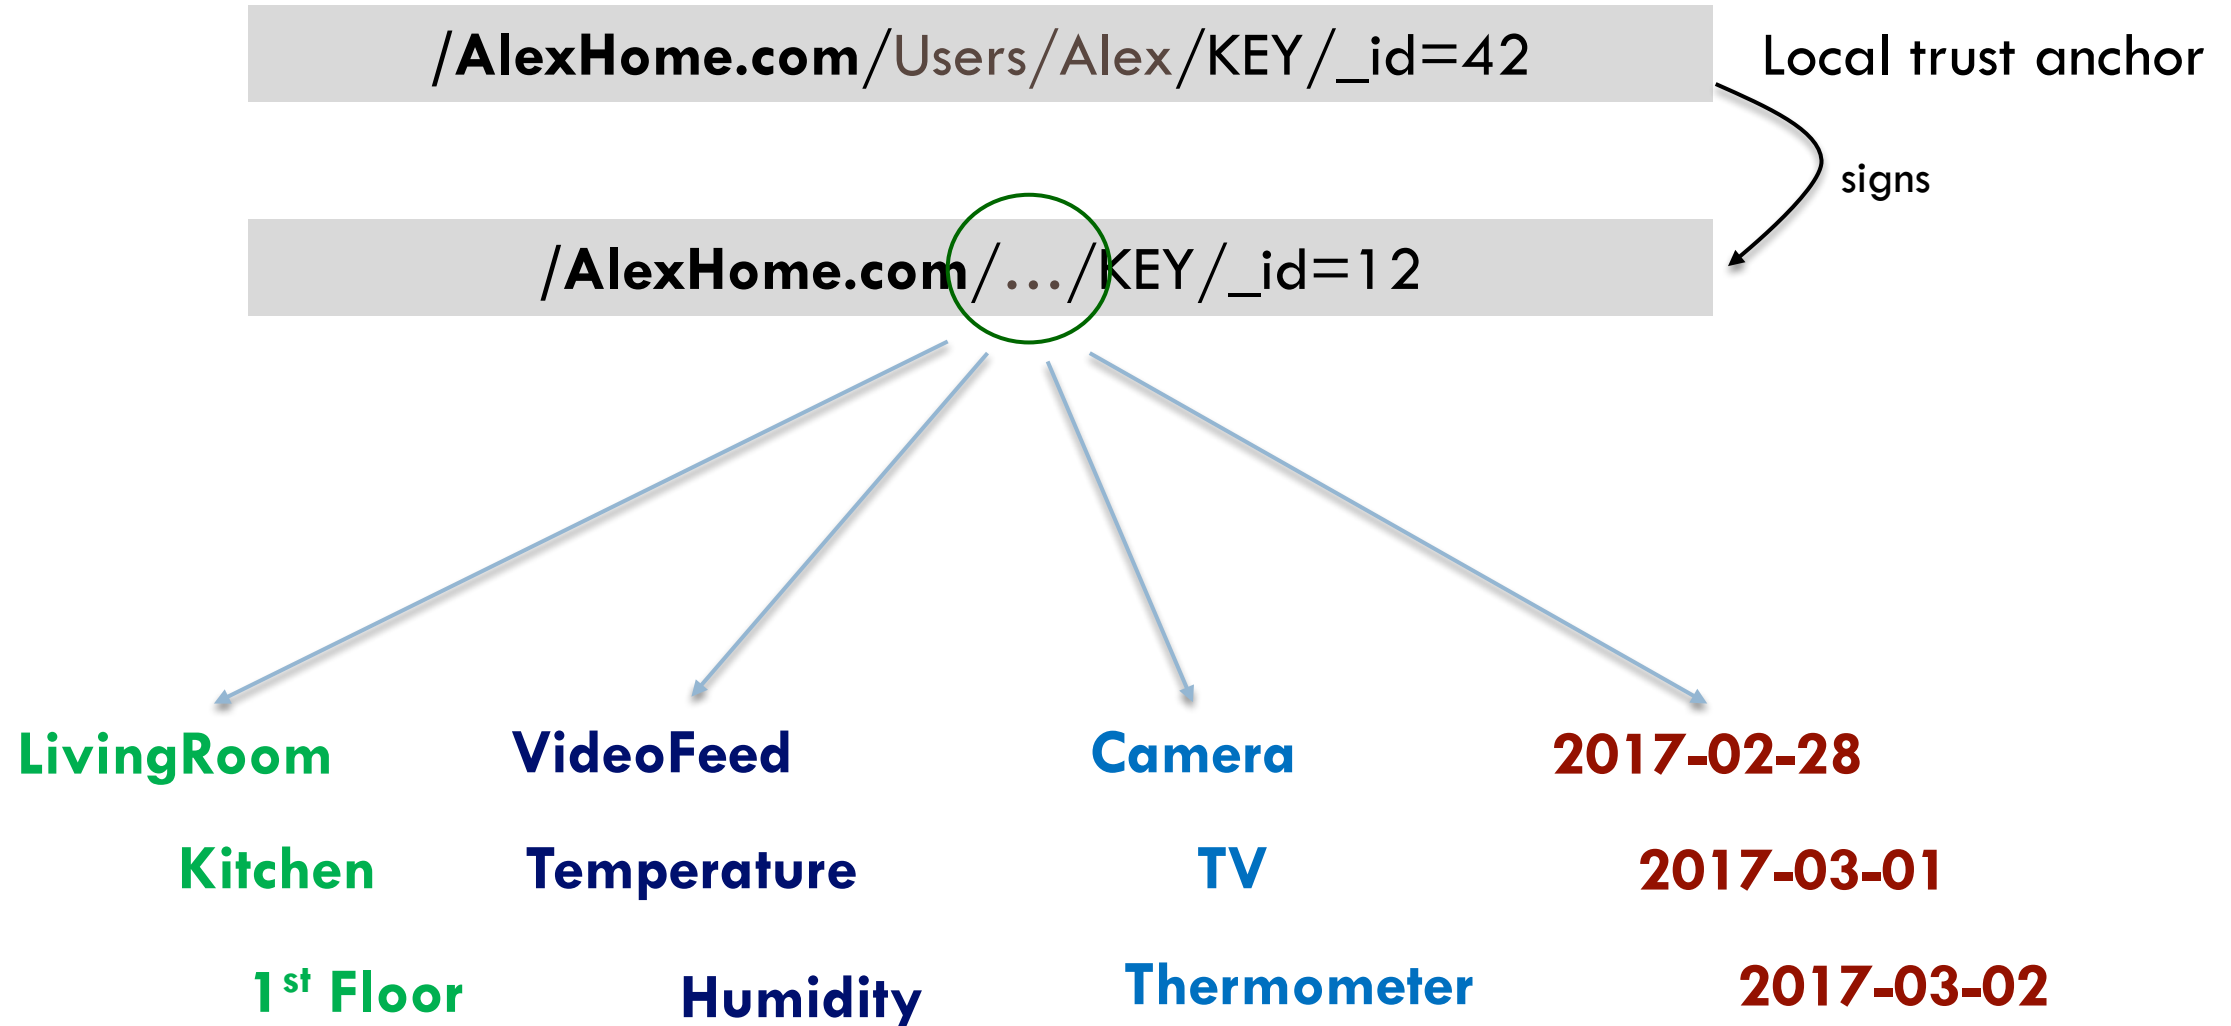 /AlexHome.com/Users/Alex/KEY/_id=42
Local trust anchor
signs
/AlexHome.com/.../KEY/_id=12
LivingRoom
VideoFeed
Camera
2017-02-28
Kitchen
Temperature
TV
2017-03-01
1st Floor
Humidity
Thermometer
2017-03-02